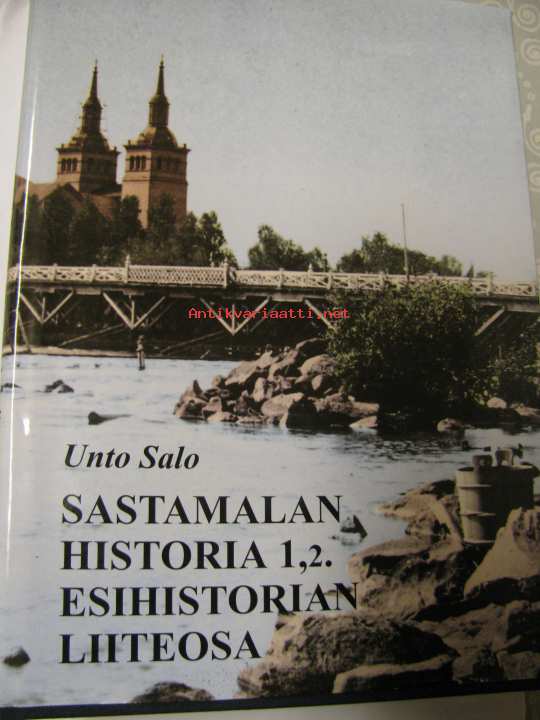 Antikvariaatti.net
Unto Salo
SASTAMALAN
HISTORIA 1,2.
ESIHISTORIAN
LIITEOSA